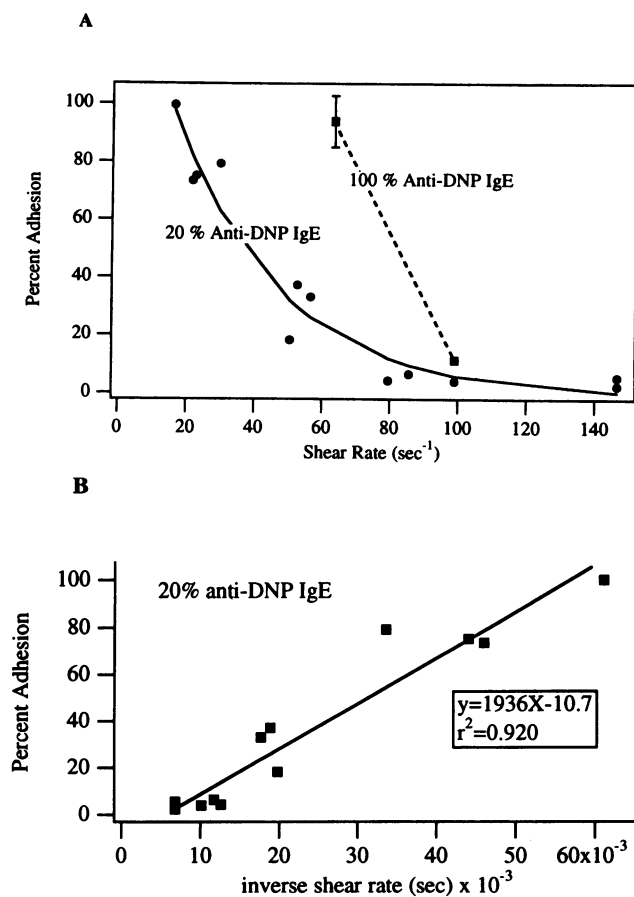 A
Percent Adhesion
100
80
60
40
20
0
100 % Anti-DNP IgE
20 % Anti-DNP IgE
0 20 40 60 80 100 120 140
Shear Rate (sec⁻¹)
B
Percent Adhesion
100
80
60
40
20
0
20% anti-DNP IgE
y=1936X-10.7
r²=0.920
0 10 20 30 40 50 60x10⁻³
inverse shear rate (sec) x 10⁻³